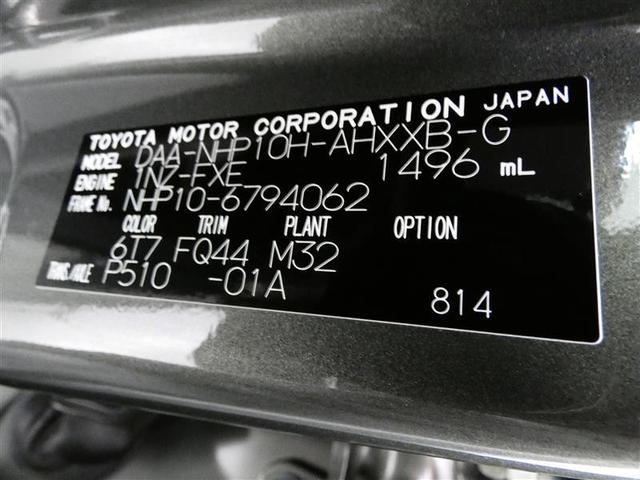 TOYOTA MOTOR CORPORATION JAPAN
MODEL DAA-NHP10H-AHXXB-G
ENGINE 1NZ-FXE 1496 mL
FRAME No. NHP10-6794062
COLOR TRIM PLANT OPTION
6T7 FQ44 M32
TRANS./AXLE P510 -01A
814